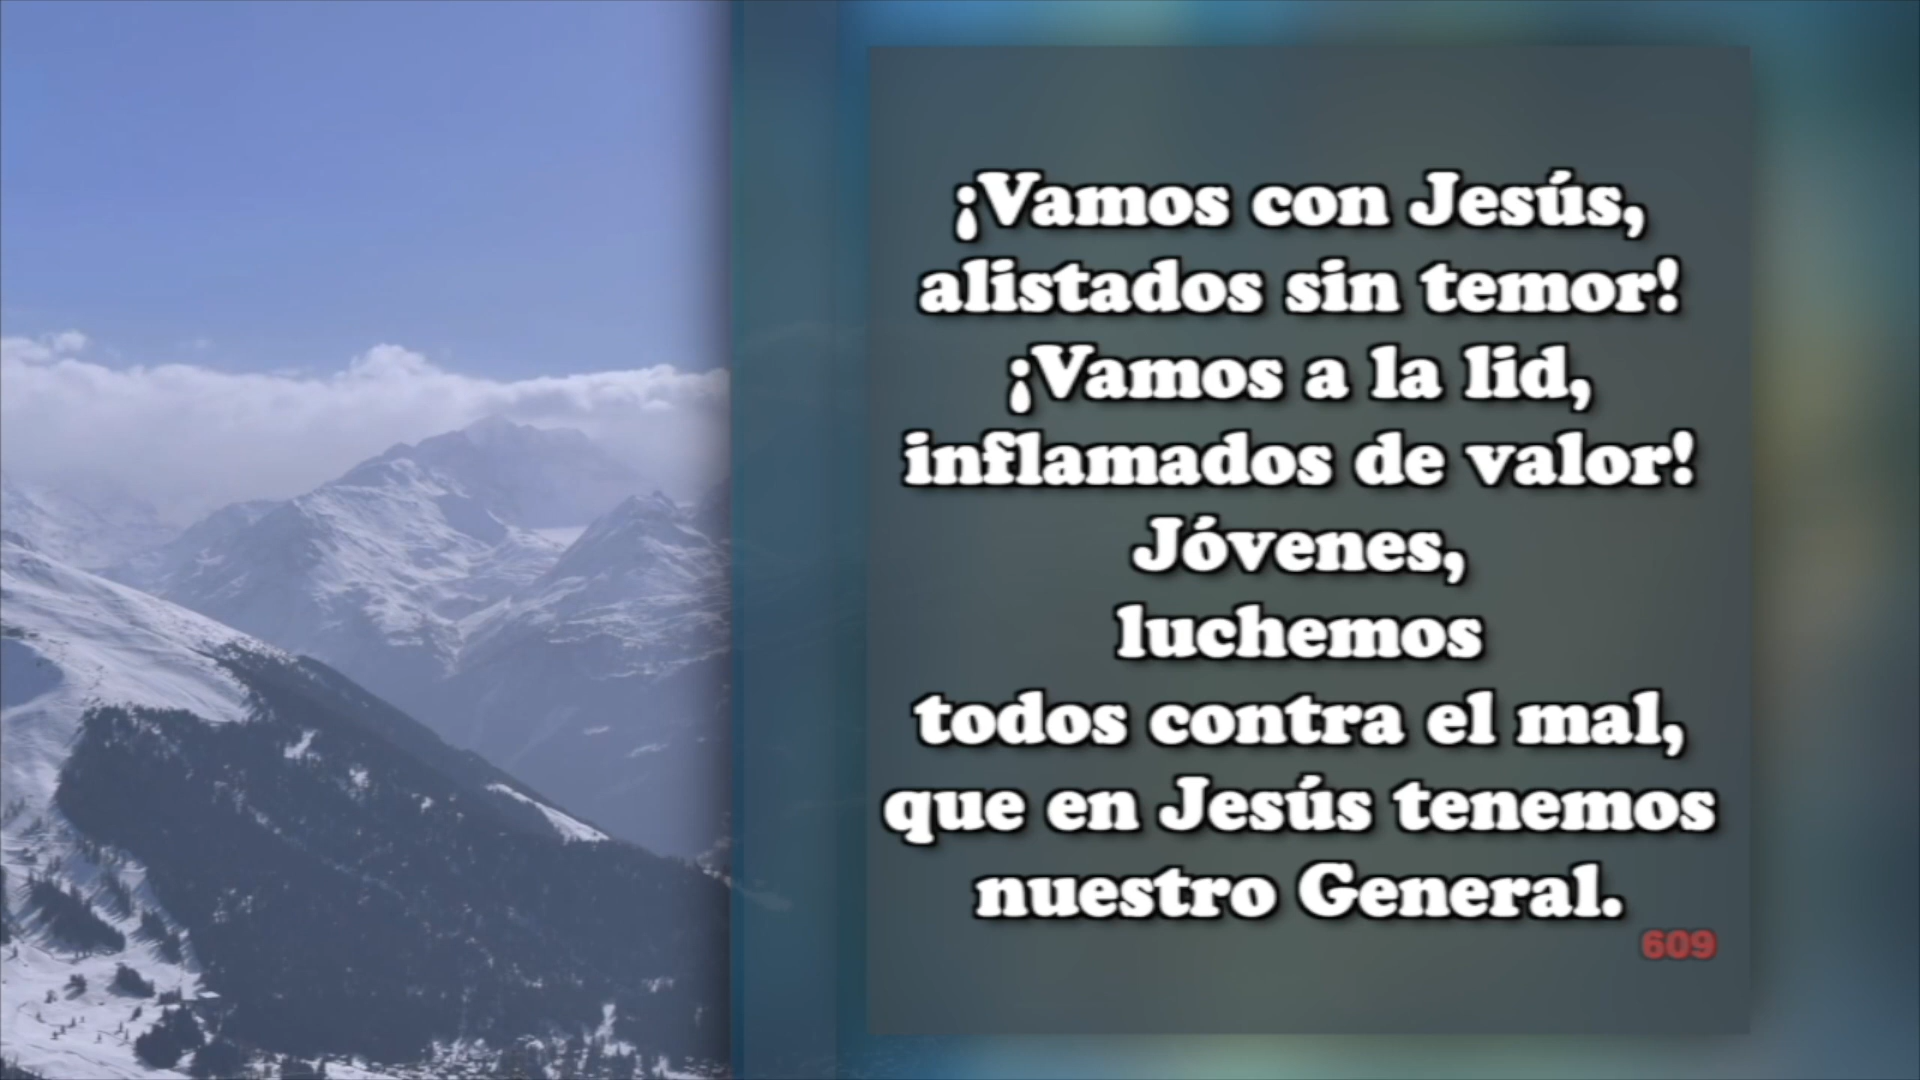 ¡Vamos con Jesús,
alistados sin temor!
¡Vamos a la lid,
inflamados de valor!
Jóvenes,
luchemos
todos contra el mal,
que en Jesús tenemos
nuestro General.
609